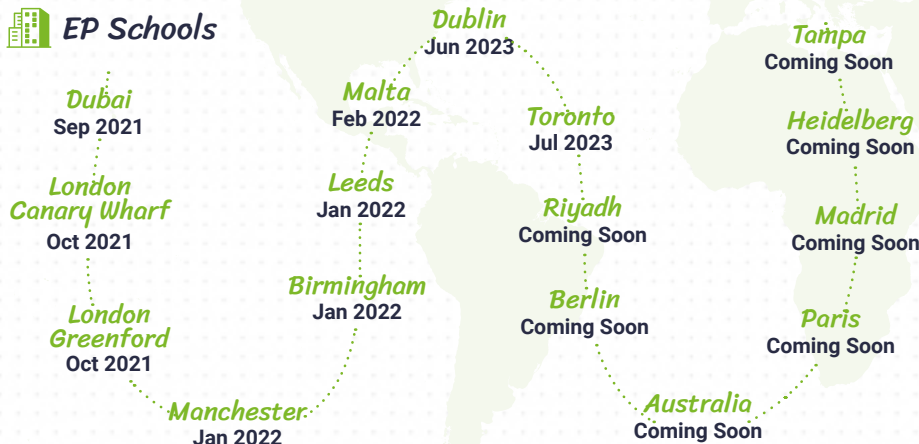 EP Schools
Dubai
Sep 2021
London
Canary Wharf
Oct 2021
London
Greenford
Oct 2021
Manchester
Jan 2022
Birmingham
Jan 2022
Leeds
Jan 2022
Malta
Feb 2022
Dublin
Jun 2023
Toronto
Jul 2023
Riyadh
Coming Soon
Berlin
Coming Soon
Australia
Coming Soon
Paris
Coming Soon
Madrid
Coming Soon
Heidelberg
Coming Soon
Tampa
Coming Soon